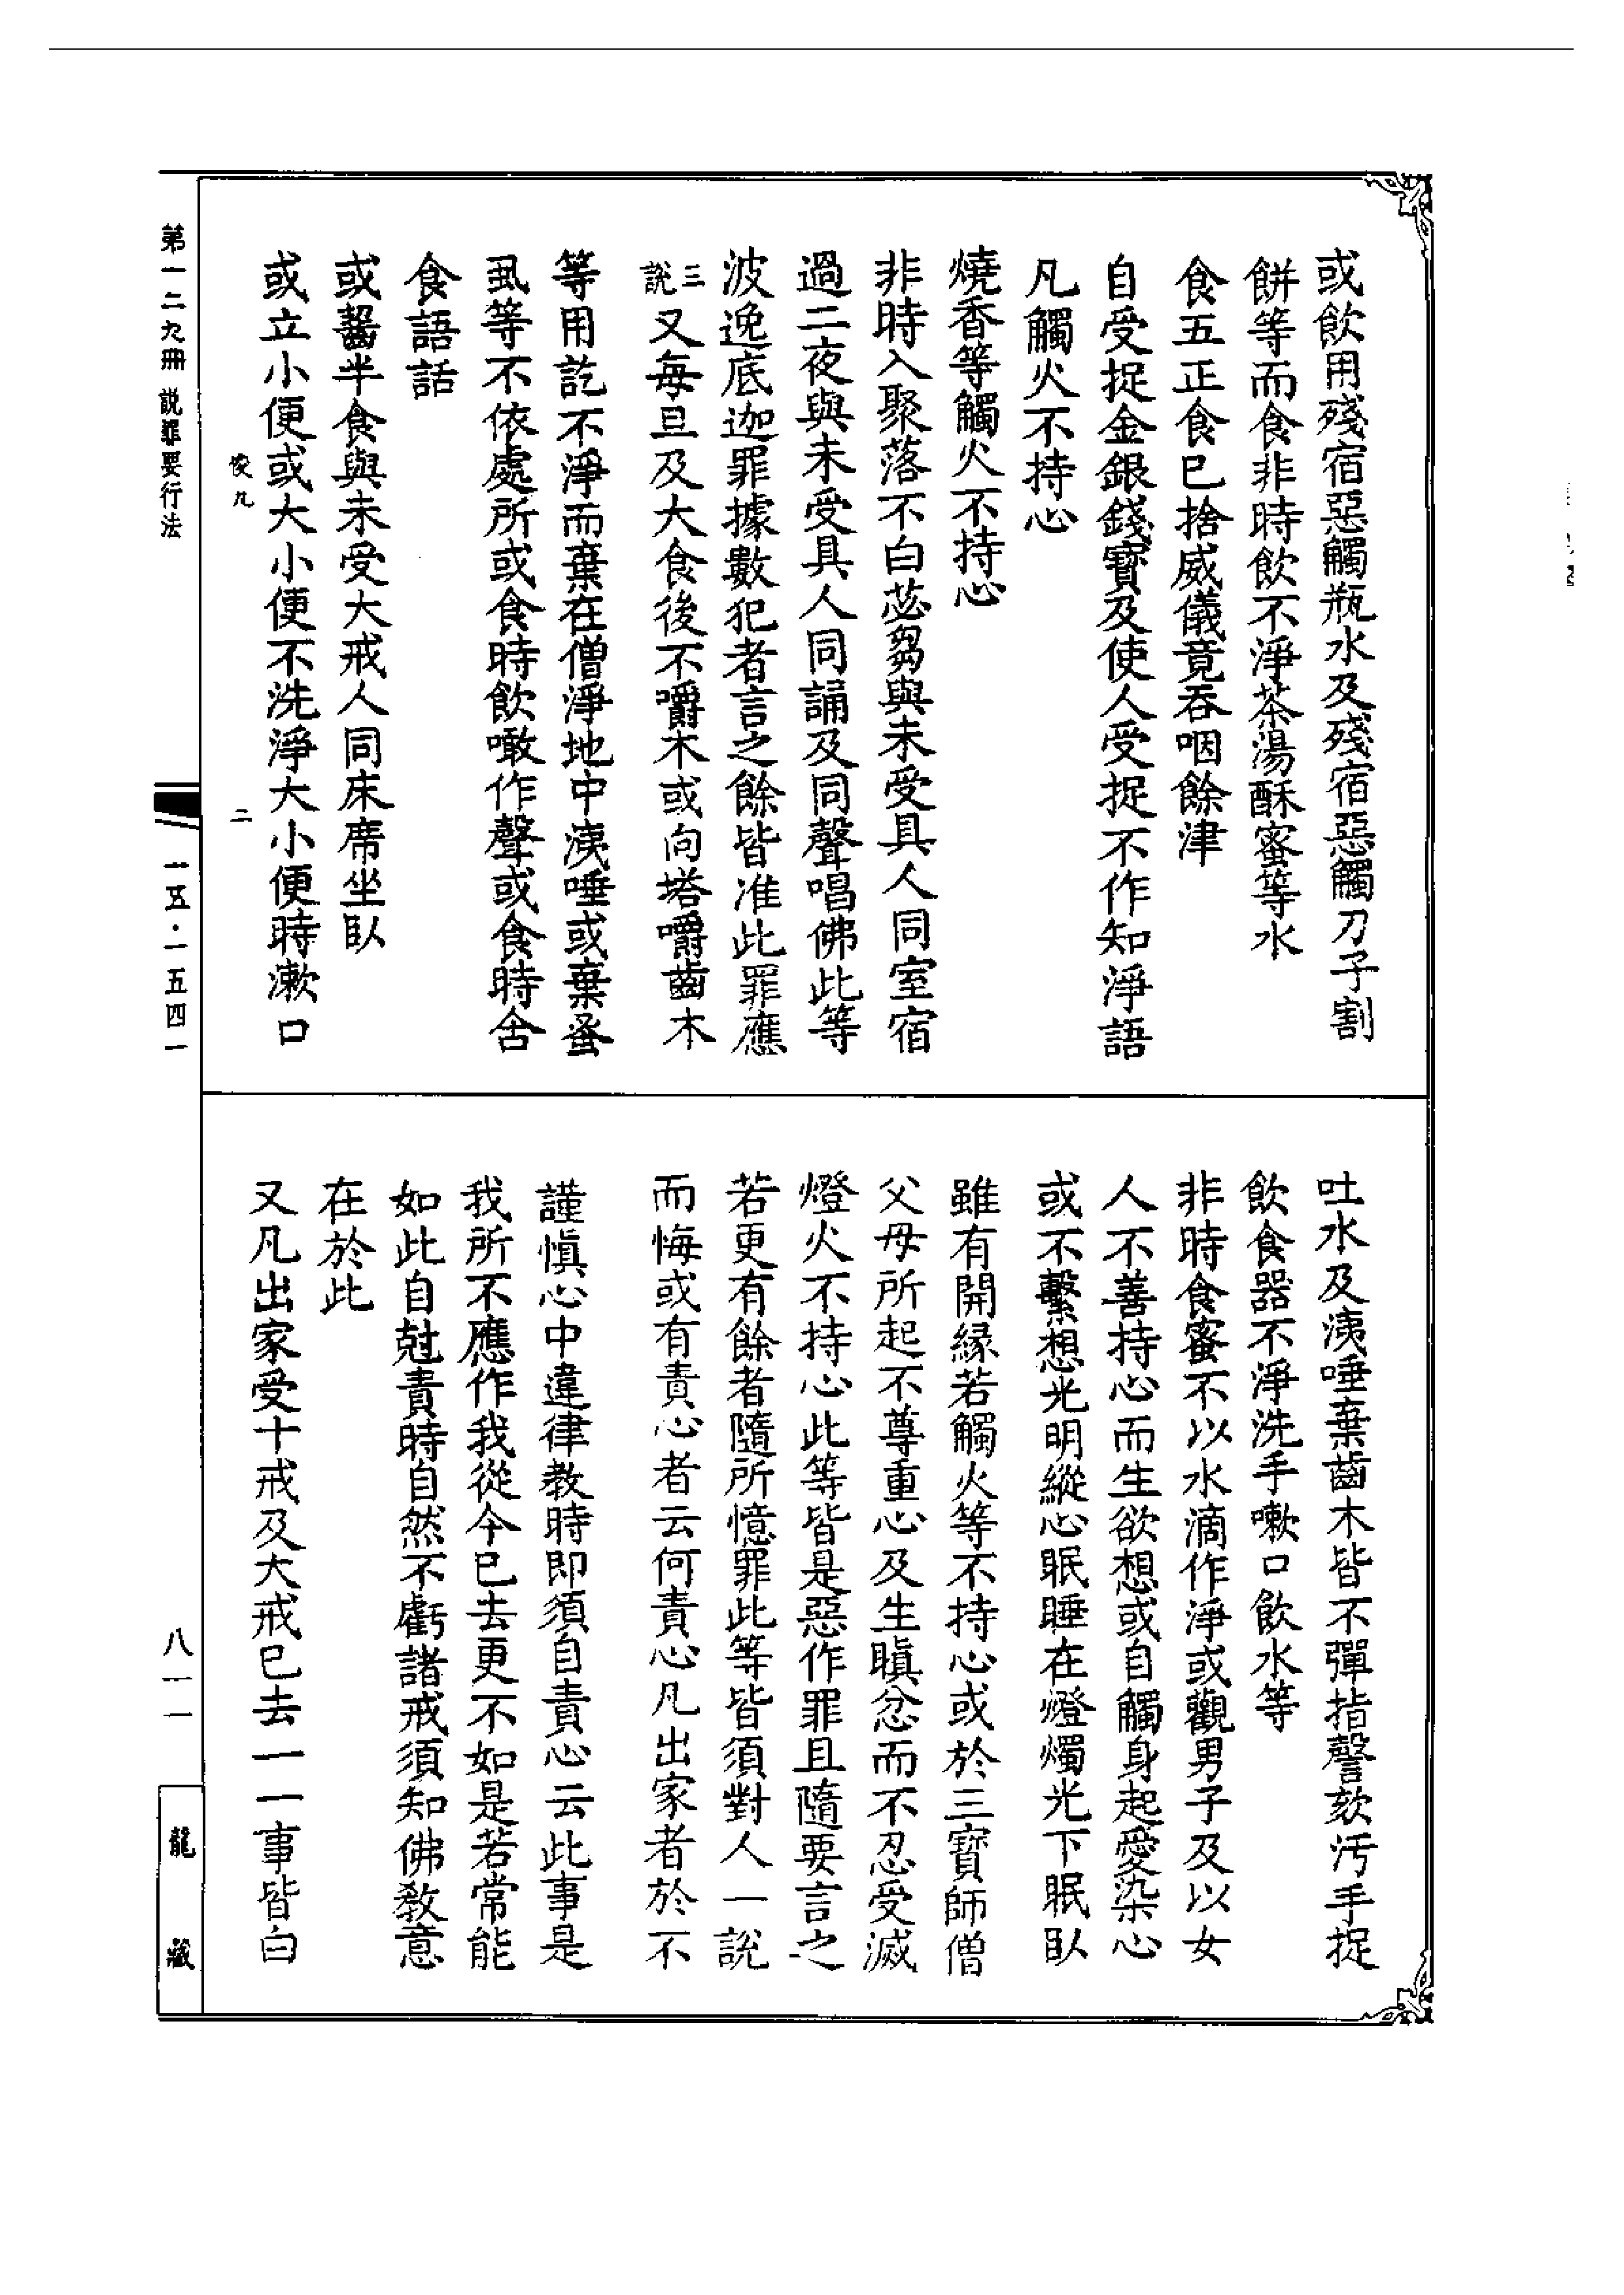 或飲用殘宿惡觸瓶水及殘宿惡觸刀子割
餅等而食非時飲不淨茶湯酥蜜等水
食五正食已捨威儀竟吞咽餘津
自受捉金銀錢寶及使人受捉不作知淨語
凡觸火不持心
燒香等觸火不持心
非時入聚落不白苾芻與未受具人同室宿
過二夜與未受具人同誦及同聲唱佛此等
波逸底迦罪據數犯者言之餘皆准此罪應
三說又每旦及大食後不嚼木或向塔嚼齒木
等用訖不淨而棄在僧淨地中洟唾或棄蚤
虱等不依處所或食時飲噉作聲或食時舍
食語話
或齧半食與未受大戒人同床席坐臥
或立小便或大小便不洗淨大小便時漱口
吐水及洟唾棄齒木皆不彈指謦欬汚手捉
飲食器不淨洗手嗽口飲水等
非時食蜜不以水滴作淨或觀男子及以女
人不善持心而生欲想或自觸身起愛染心
或不繫想光明縱心眠睡在燈燭光下眠臥
雖有開緣若觸火等不持心或於三寶師僧
父母所起不尊重心及生瞋忿而不忍受滅
燈火不持心此等皆是惡作罪且隨要言之
若更有餘者隨所憶罪此等皆須對人一說
而悔或有責心者云何責心凡出家者於不
謹慎心中違律教時即須自責心云此事是
我所不應作我從今已去更不如是若常能
如此自尅責時自然不虧諸戒須知佛教意
在於此
又凡出家受十戒及大戒已去一一事皆白
第一二九冊 説罪要行法
俊九
二
一五·一五四一
八一一
龍藏